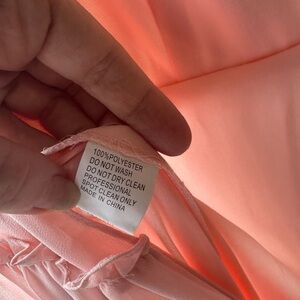 100%POLYESTER
DO NOT WASH
DO NOT DRY CLEAN
PROFESSIONAL
SPOT CLEAN ONLY
MADE IN CHINA